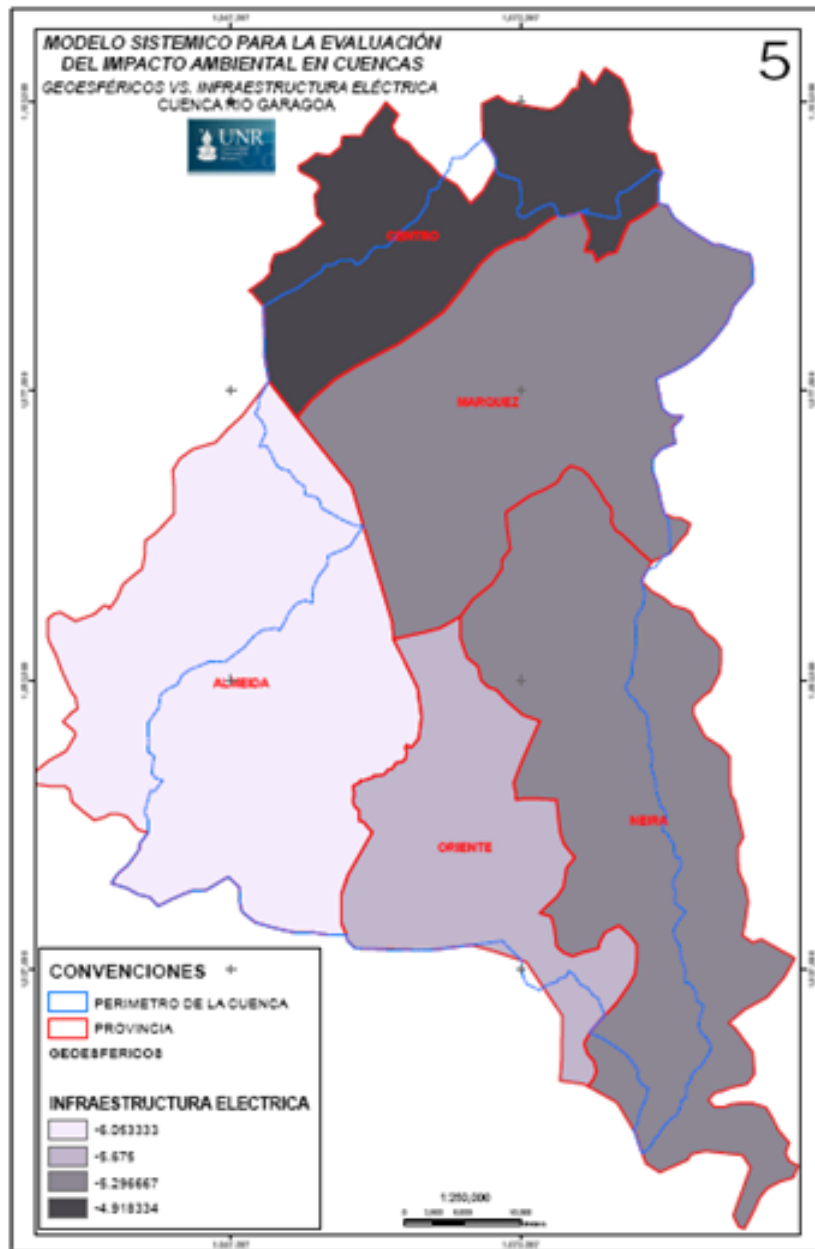 MODELO SISTEMICO PARA LA EVALUACIÓN
DEL IMPACTO AMBIENTAL EN CUENCAS
GEOESFÉRICOS VS. INFRAESTRUCTURA ELÉCTRICA
CUENCA RIO GARAGOA
5
UNR
CENTRO
MARQUEZ
ALMEIDA
ORIENTE
NEIRA
CONVENCIONES
PERIMETRO DE LA CUENCA
PROVINCIA
GEOESFERICOS
INFRAESTRUCTURA ELECTRICA
-6.053333
-5.675
-5.296667
-4.918334
1:250,000